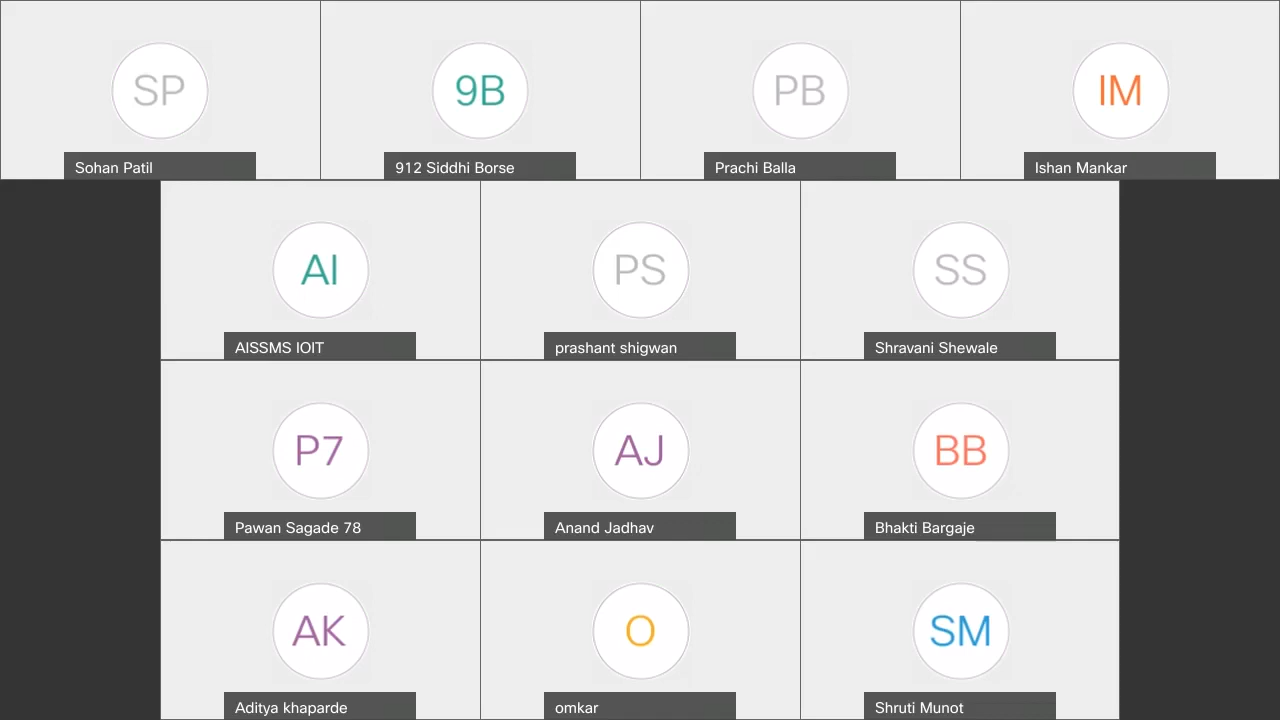 SP
9B
PB
IM
Sohan Patil
912 Siddhi Borse
Prachi Balla
Ishan Mankar
AI
PS
SS
AISSMS IOIT
prashant shigwan
Shravani Shewale
P7
AJ
BB
Pawan Sagade 78
Anand Jadhav
Bhakti Bargaje
AK
O
SM
Aditya khaparde
omkar
Shruti Munot